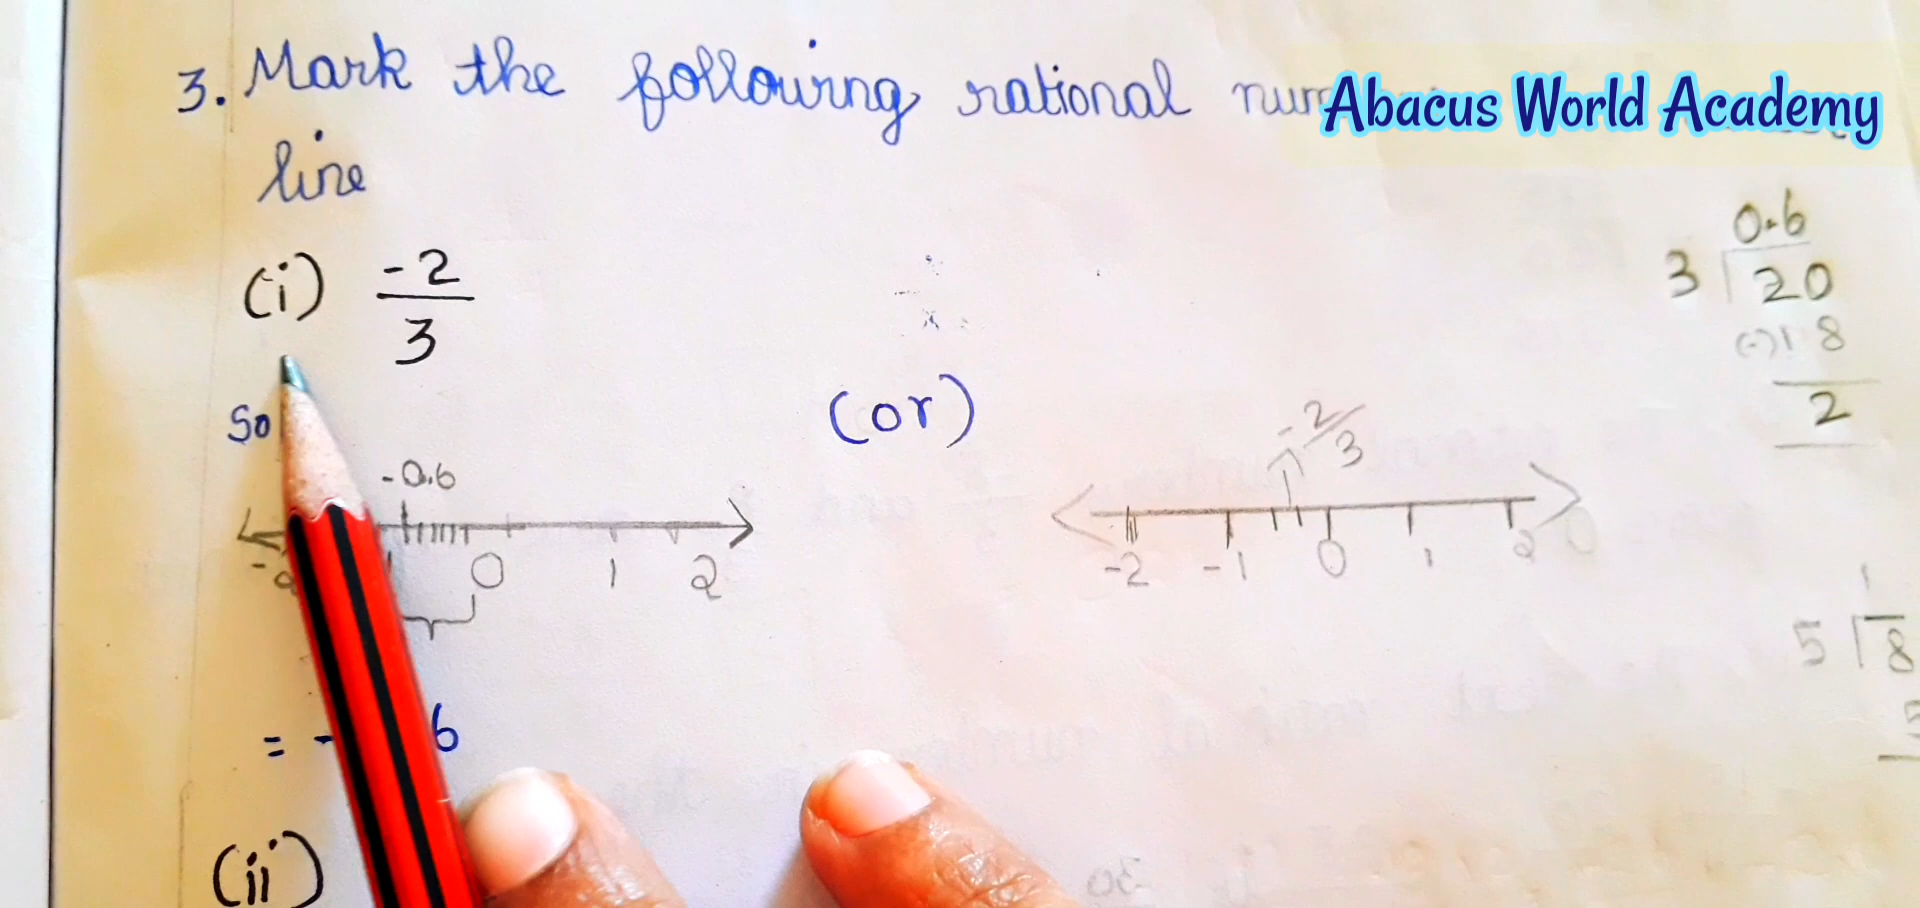 3. Mark the following rational
Abacus World Academy
line
(i) -2/3
So
(or)
-0.6
0 1 2
-2/3
-2 -1 0 1 2
0.6
3 20
(-) 18
2
1
5 8
= - 6
(ii)